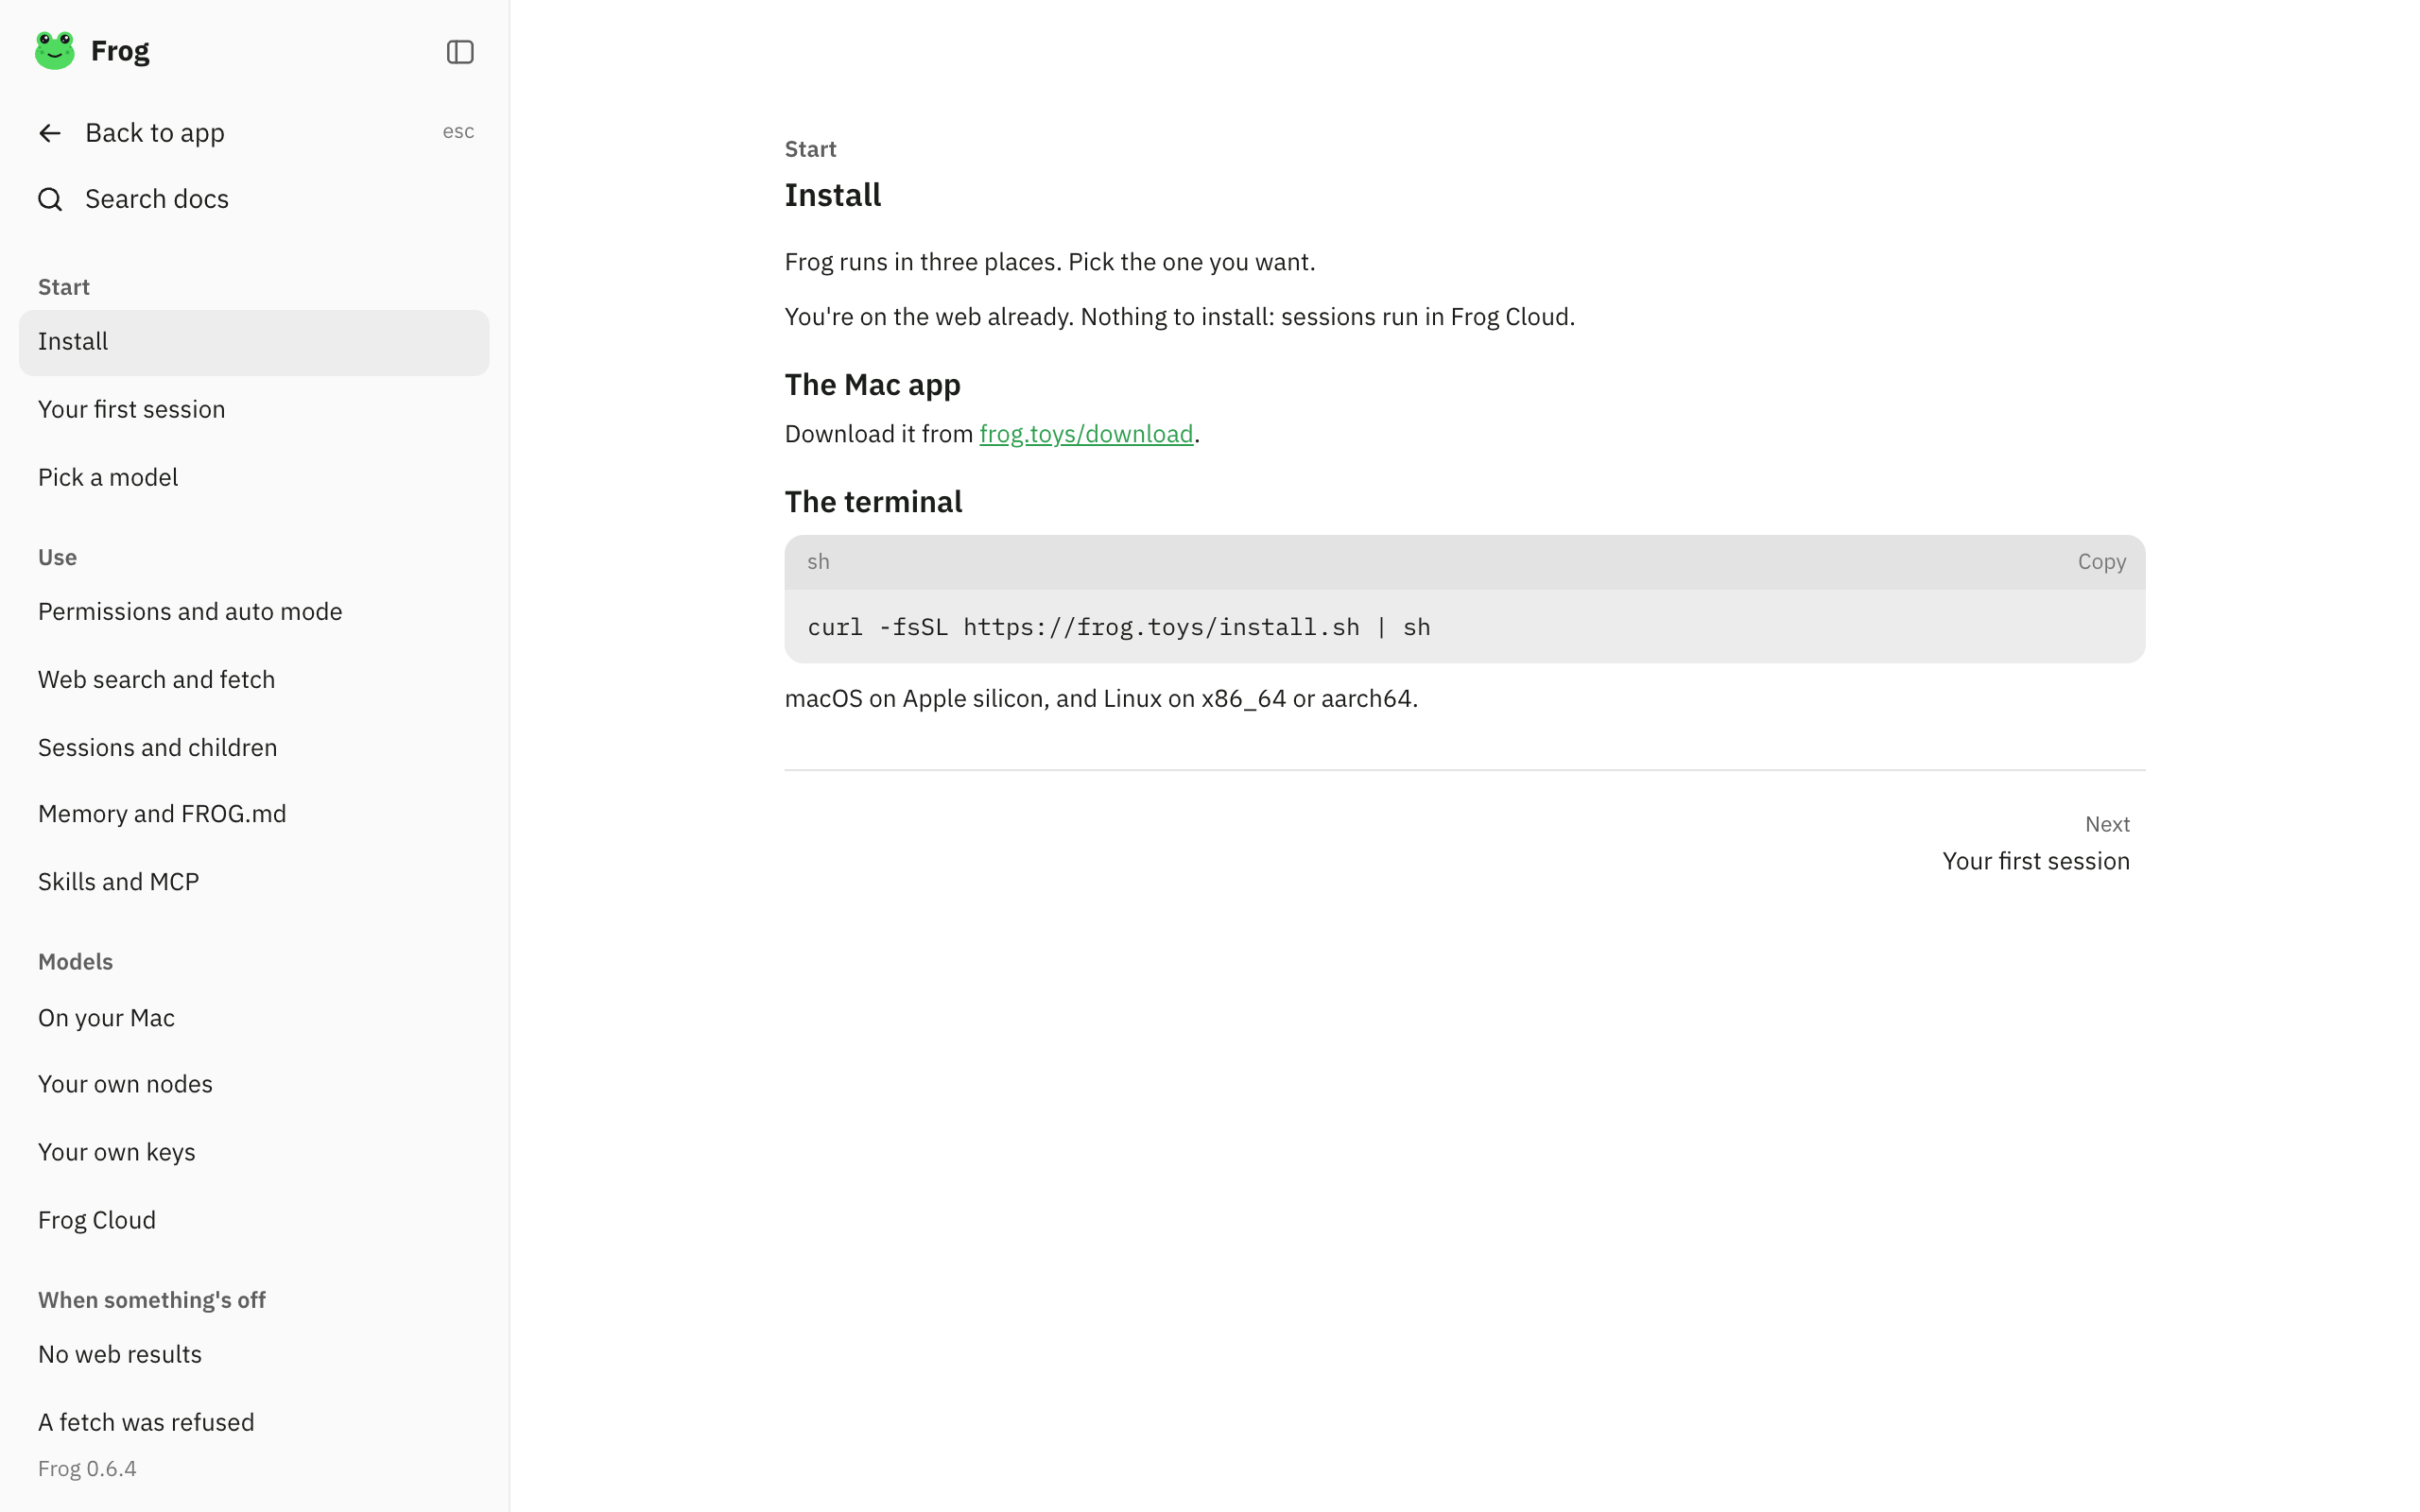 Frog
Back to app
esc
Search docs
Start
Install
Your first session
Pick a model
Use
Permissions and auto mode
Web search and fetch
Sessions and children
Memory and FROG.md
Skills and MCP
Models
On your Mac
Your own nodes
Your own keys
Frog Cloud
When something's off
No web results
A fetch was refused
Frog 0.6.4
Start
Install
Frog runs in three places. Pick the one you want.
You're on the web already. Nothing to install: sessions run in Frog Cloud.
The Mac app
Download it from frog.toys/download.
The terminal
sh
Copy
curl -fsSL https://frog.toys/install.sh | sh
macOS on Apple silicon, and Linux on x86_64 or aarch64.
Next
Your first session